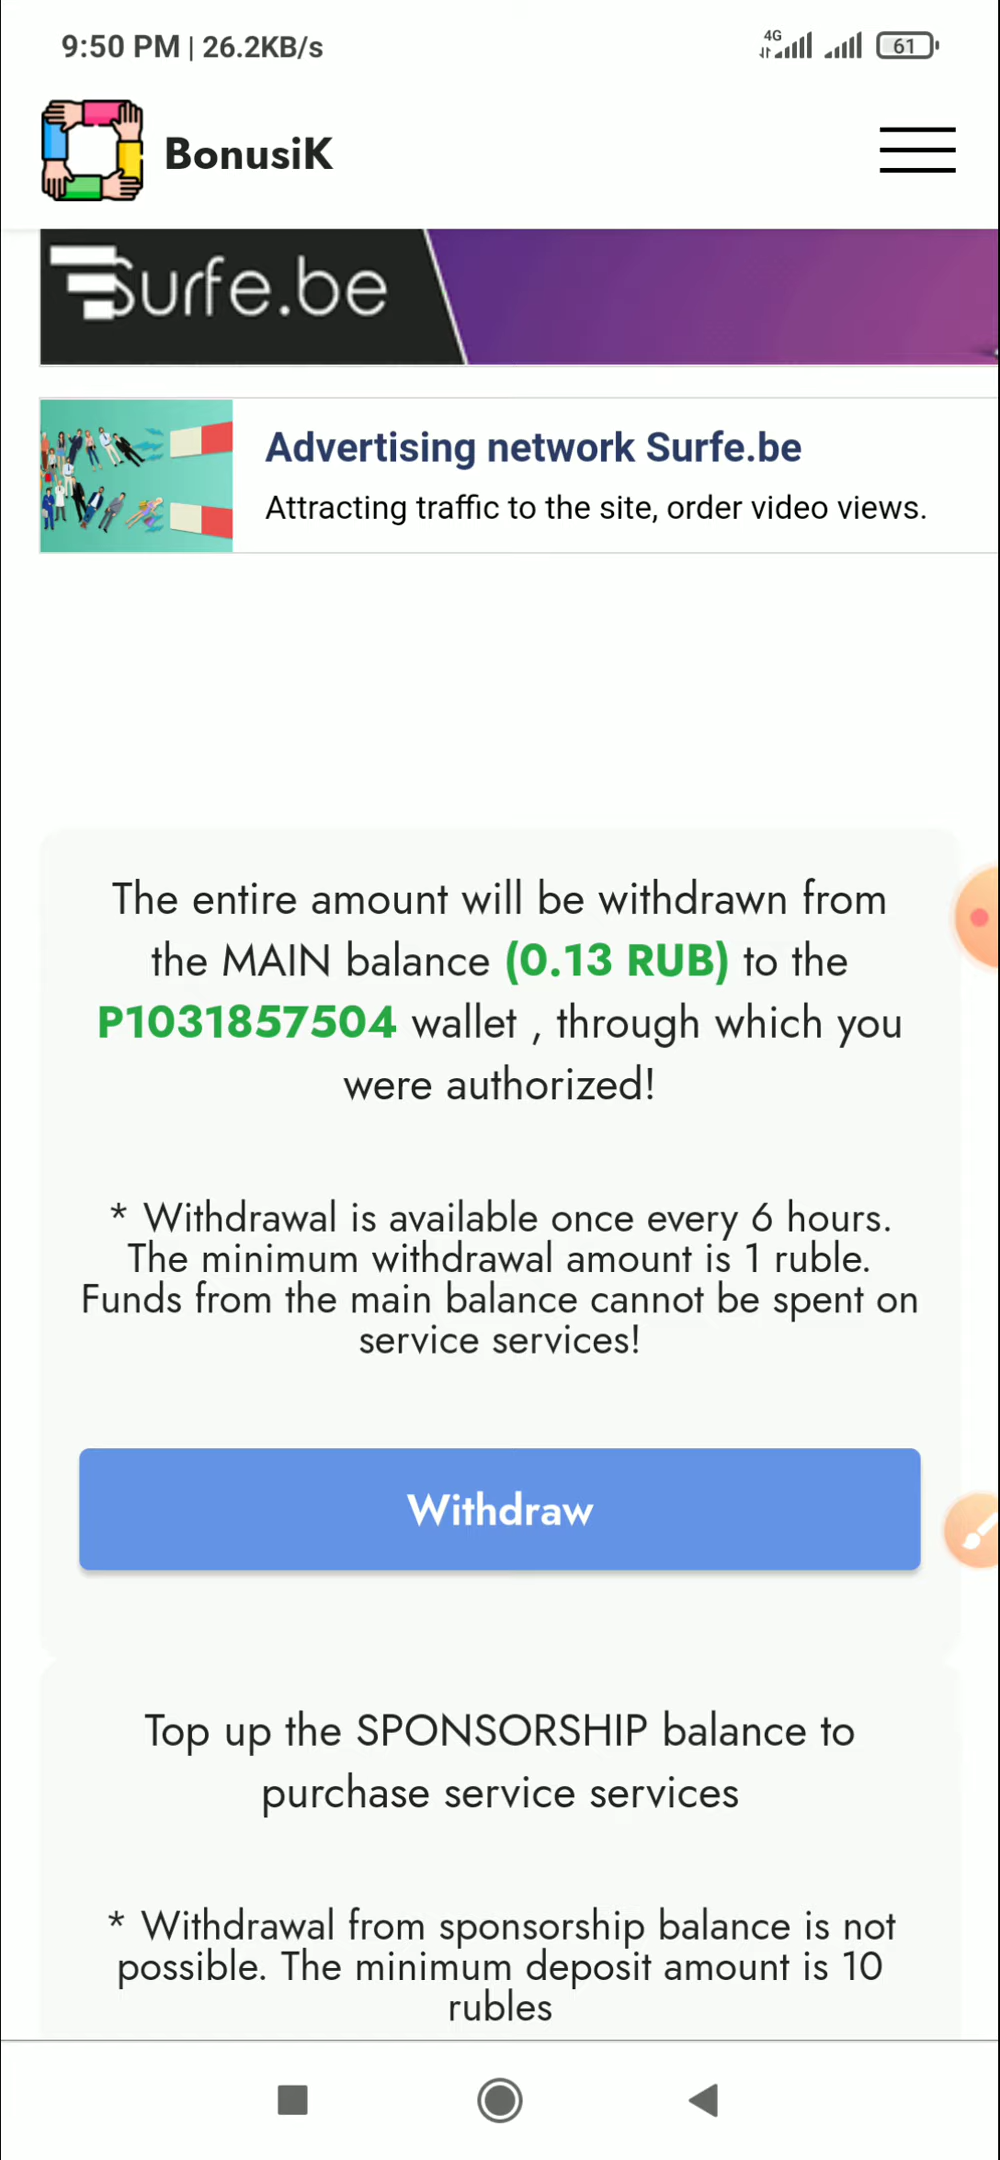 9:50 PM | 26.2KB/s 4G 61
BonusiK
Surfe.be
Advertising network Surfe.be
Attracting traffic to the site, order video views.
The entire amount will be withdrawn from
the MAIN balance (0.13 RUB) to the
P1031857504 wallet , through which you
were authorized!
* Withdrawal is available once every 6 hours.
The minimum withdrawal amount is 1 ruble.
Funds from the main balance cannot be spent on
service services!
Withdraw
Top up the SPONSORSHIP balance to
purchase service services
* Withdrawal from sponsorship balance is not
possible. The minimum deposit amount is 10
rubles